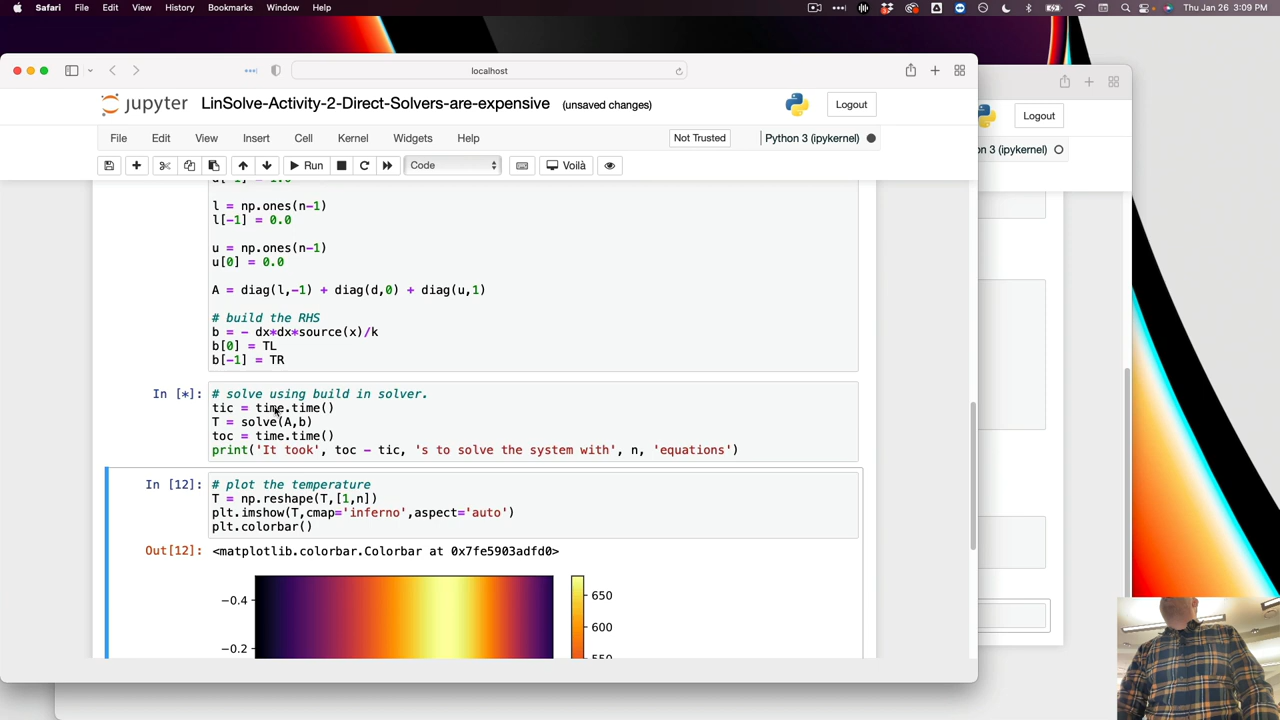 Safari File Edit View History Bookmarks Window Help Thu Jan 26 3:09 PM
localhost
jupyter LinSolve-Activity-2-Direct-Solvers-are-expensive (unsaved changes) Logout
Logout
File Edit View Insert Cell Kernel Widgets Help Not Trusted Python 3 (ipykernel)
3 (ipykernel)
Run Code Voilà
l = np.ones(n-1)
l[-1] = 0.0
u = np.ones(n-1)
u[0] = 0.0
A = diag(l,-1) + diag(d,0) + diag(u,1)
# build the RHS
b = - dx*dx*source(x)/k
b[0] = TL
b[-1] = TR
In [*]: # solve using build in solver.
tic = time.time()
T = solve(A,b)
toc = time.time()
print('It took', toc - tic, 's to solve the system with', n, 'equations')
In [12]: # plot the temperature
T = np.reshape(T,[1,n])
plt.imshow(T,cmap='inferno',aspect='auto')
plt.colorbar()
Out[12]: <matplotlib.colorbar.Colorbar at 0x7fe5903adfd0>
−0.4
650
600
−0.2
550